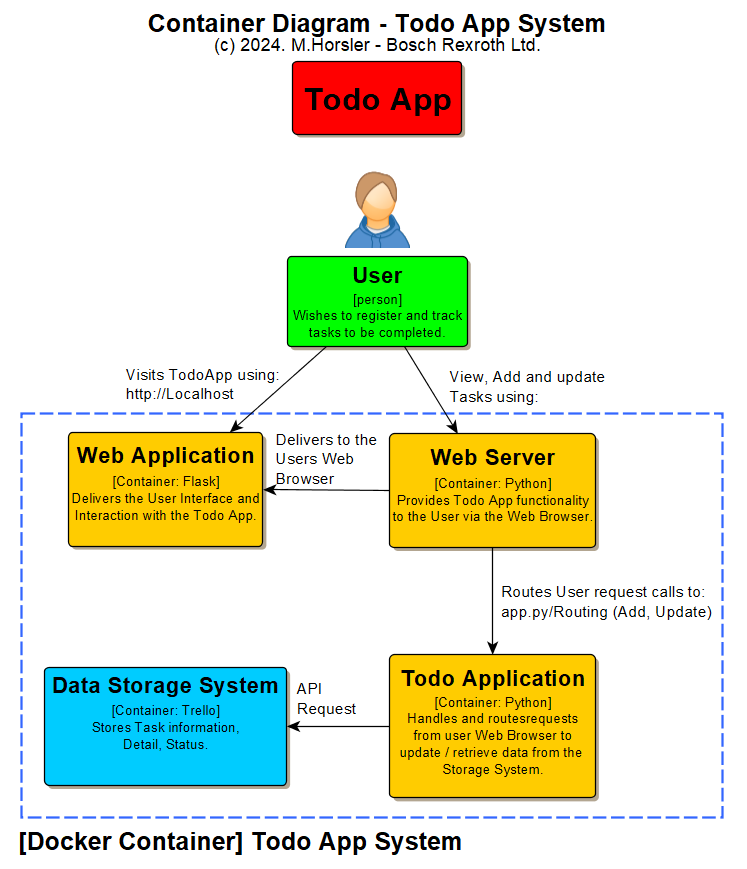 Container Diagram - Todo App System
(c) 2024. M.Horsler - Bosch Rexroth Ltd.
Todo App
User
[person]
Wishes to register and track
tasks to be completed.
Visits TodoApp using:
http://Localhost
View, Add and update
Tasks using:
Web Application
[Container: Flask]
Delivers the User Interface and
Interaction with the Todo App.
Delivers to the
Users Web
Browser
Web Server
[Container: Python]
Provides Todo App functionality
to the User via the Web Browser.
Routes User request calls to:
app.py/Routing (Add, Update)
Data Storage System
[Container: Trello]
Stores Task information,
Detail, Status.
API
Request
Todo Application
[Container: Python]
Handles and routesrequests
from user Web Browser to
update / retrieve data from the
Storage System.
[Docker Container] Todo App System